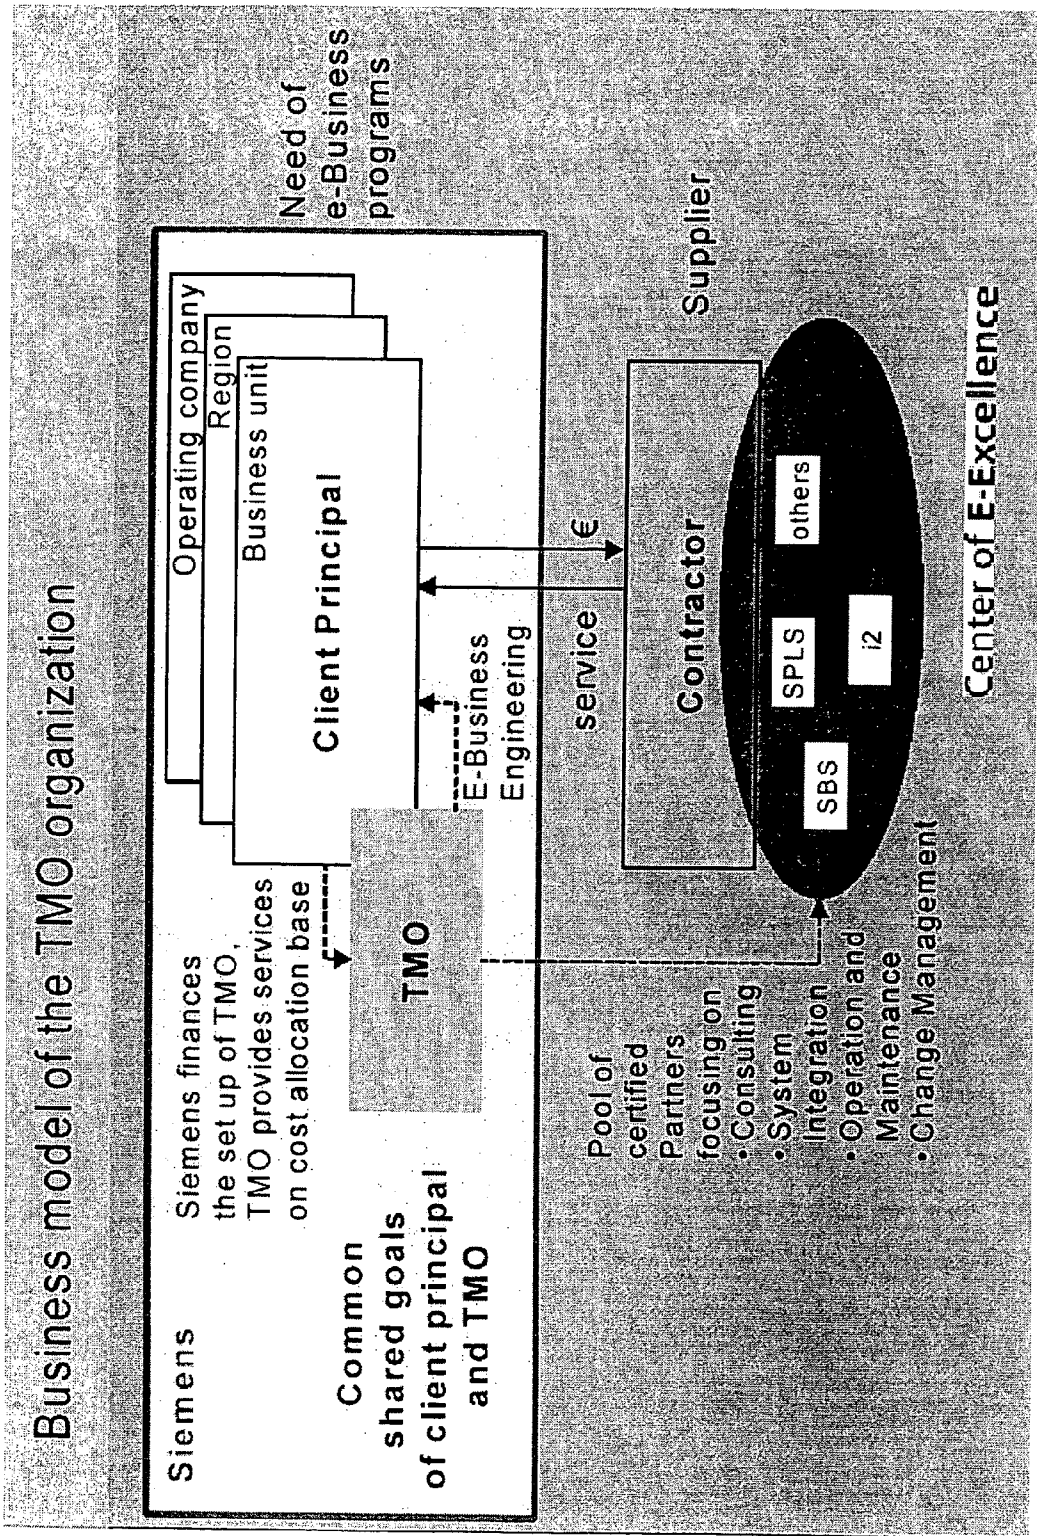 Business model of the TMO organization
Siemens
Siemens finances
the set up of TMO,
TMO provides services
on cost allocation base
Common
shared goals
of client principal
and TMO
TMO
Operating company
Region
Business unit
Client Principal
E-Business
Engineering
Need of
e-Business
programs
service
€
Pool of
certified
Partners
focusing on
• Consulting
• System
Integration
• Operation and
Maintenance
• Change Management
Contractor
Supplier
SBS
SPLS
i2
others
Center of E-Excellence